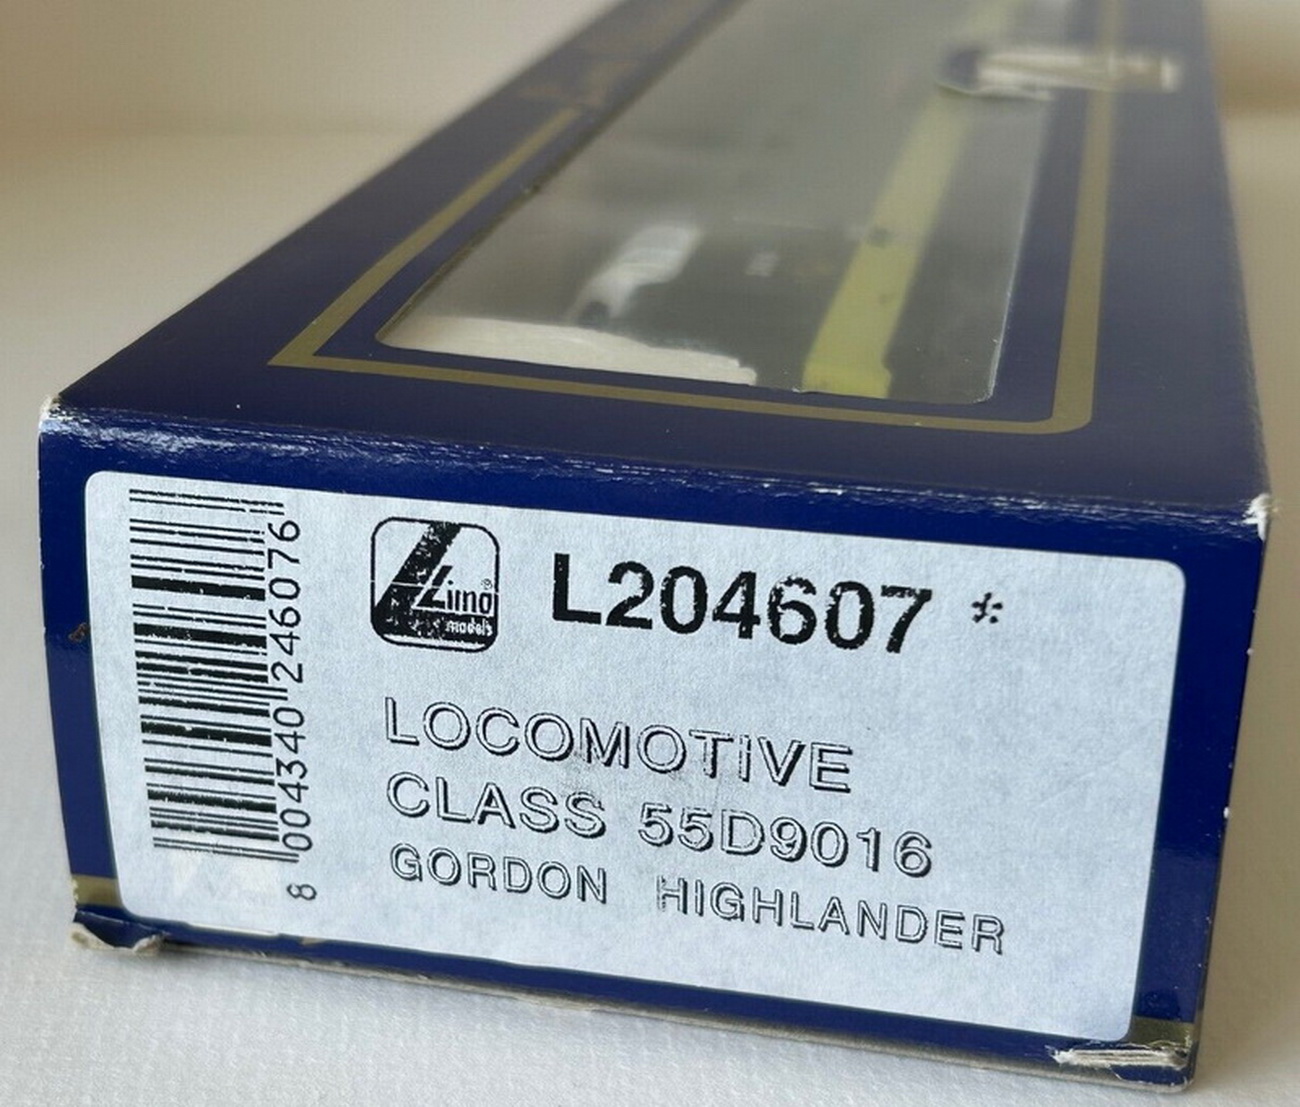 8 004340 246076
Lima®
models
L204607 *
LOCOMOTIVE
CLASS 55D9016
GORDON HIGHLANDER